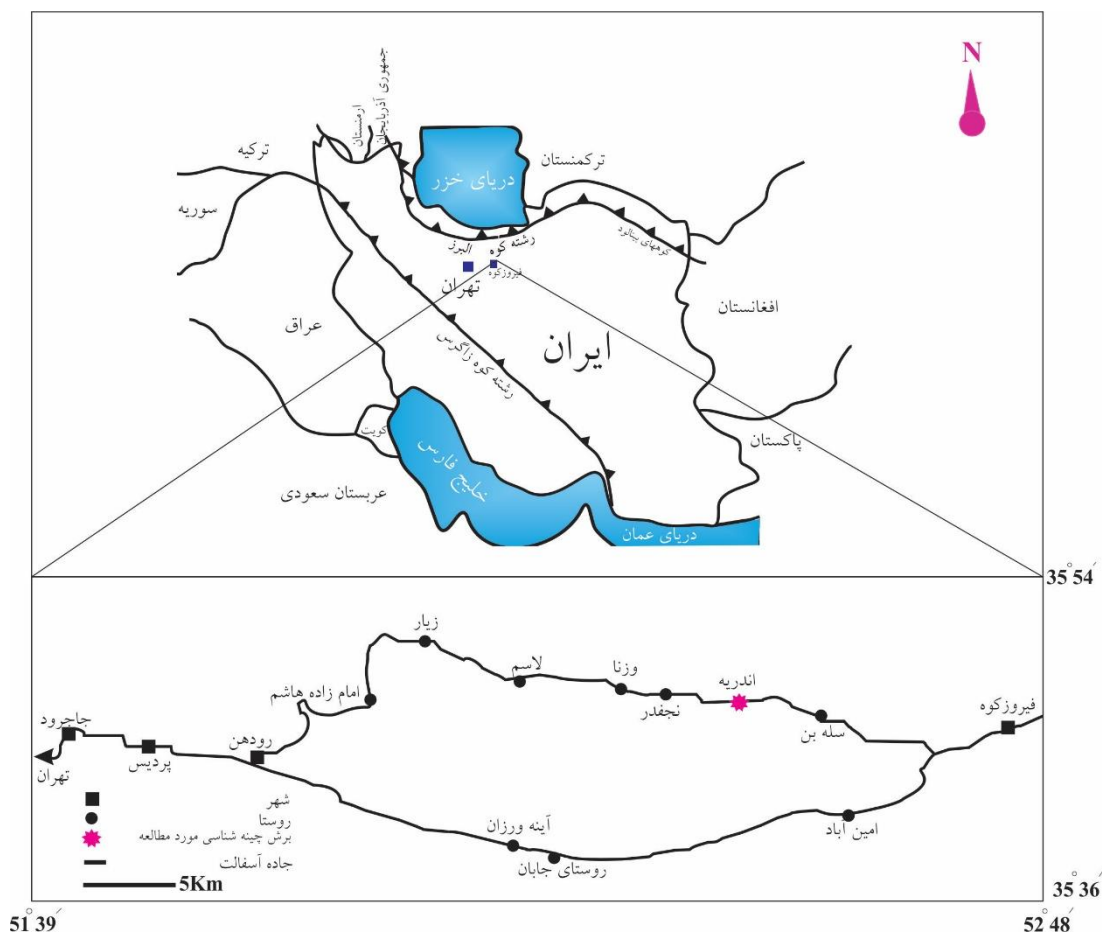 N
جمهوری آذربایجان
ارمنستان
ترکیه
دریای خزر
ترکمنستان
سوریه
رشته کوه
البرز
کوههای بینالود
تهران
فیروزکوه
افغانستان
عراق
ایران
رشته کوه زاگرس
کویت
پاکستان
خلیج فارس
عربستان سعودی
دریای عمان
35° 54′
زیار
لاسم
وزنا
اندریه
امام زاده هاشم
نجفدر
فیروزکوه
سله بن
جاجرود
رودهن
پردیس
تهران
شهر
روستا
برش چینه شناسی مورد مطالعه
جاده آسفالت
5Km
آینه ورزان
روستای جابان
امین آباد
35° 36′
51° 39′
52° 48′